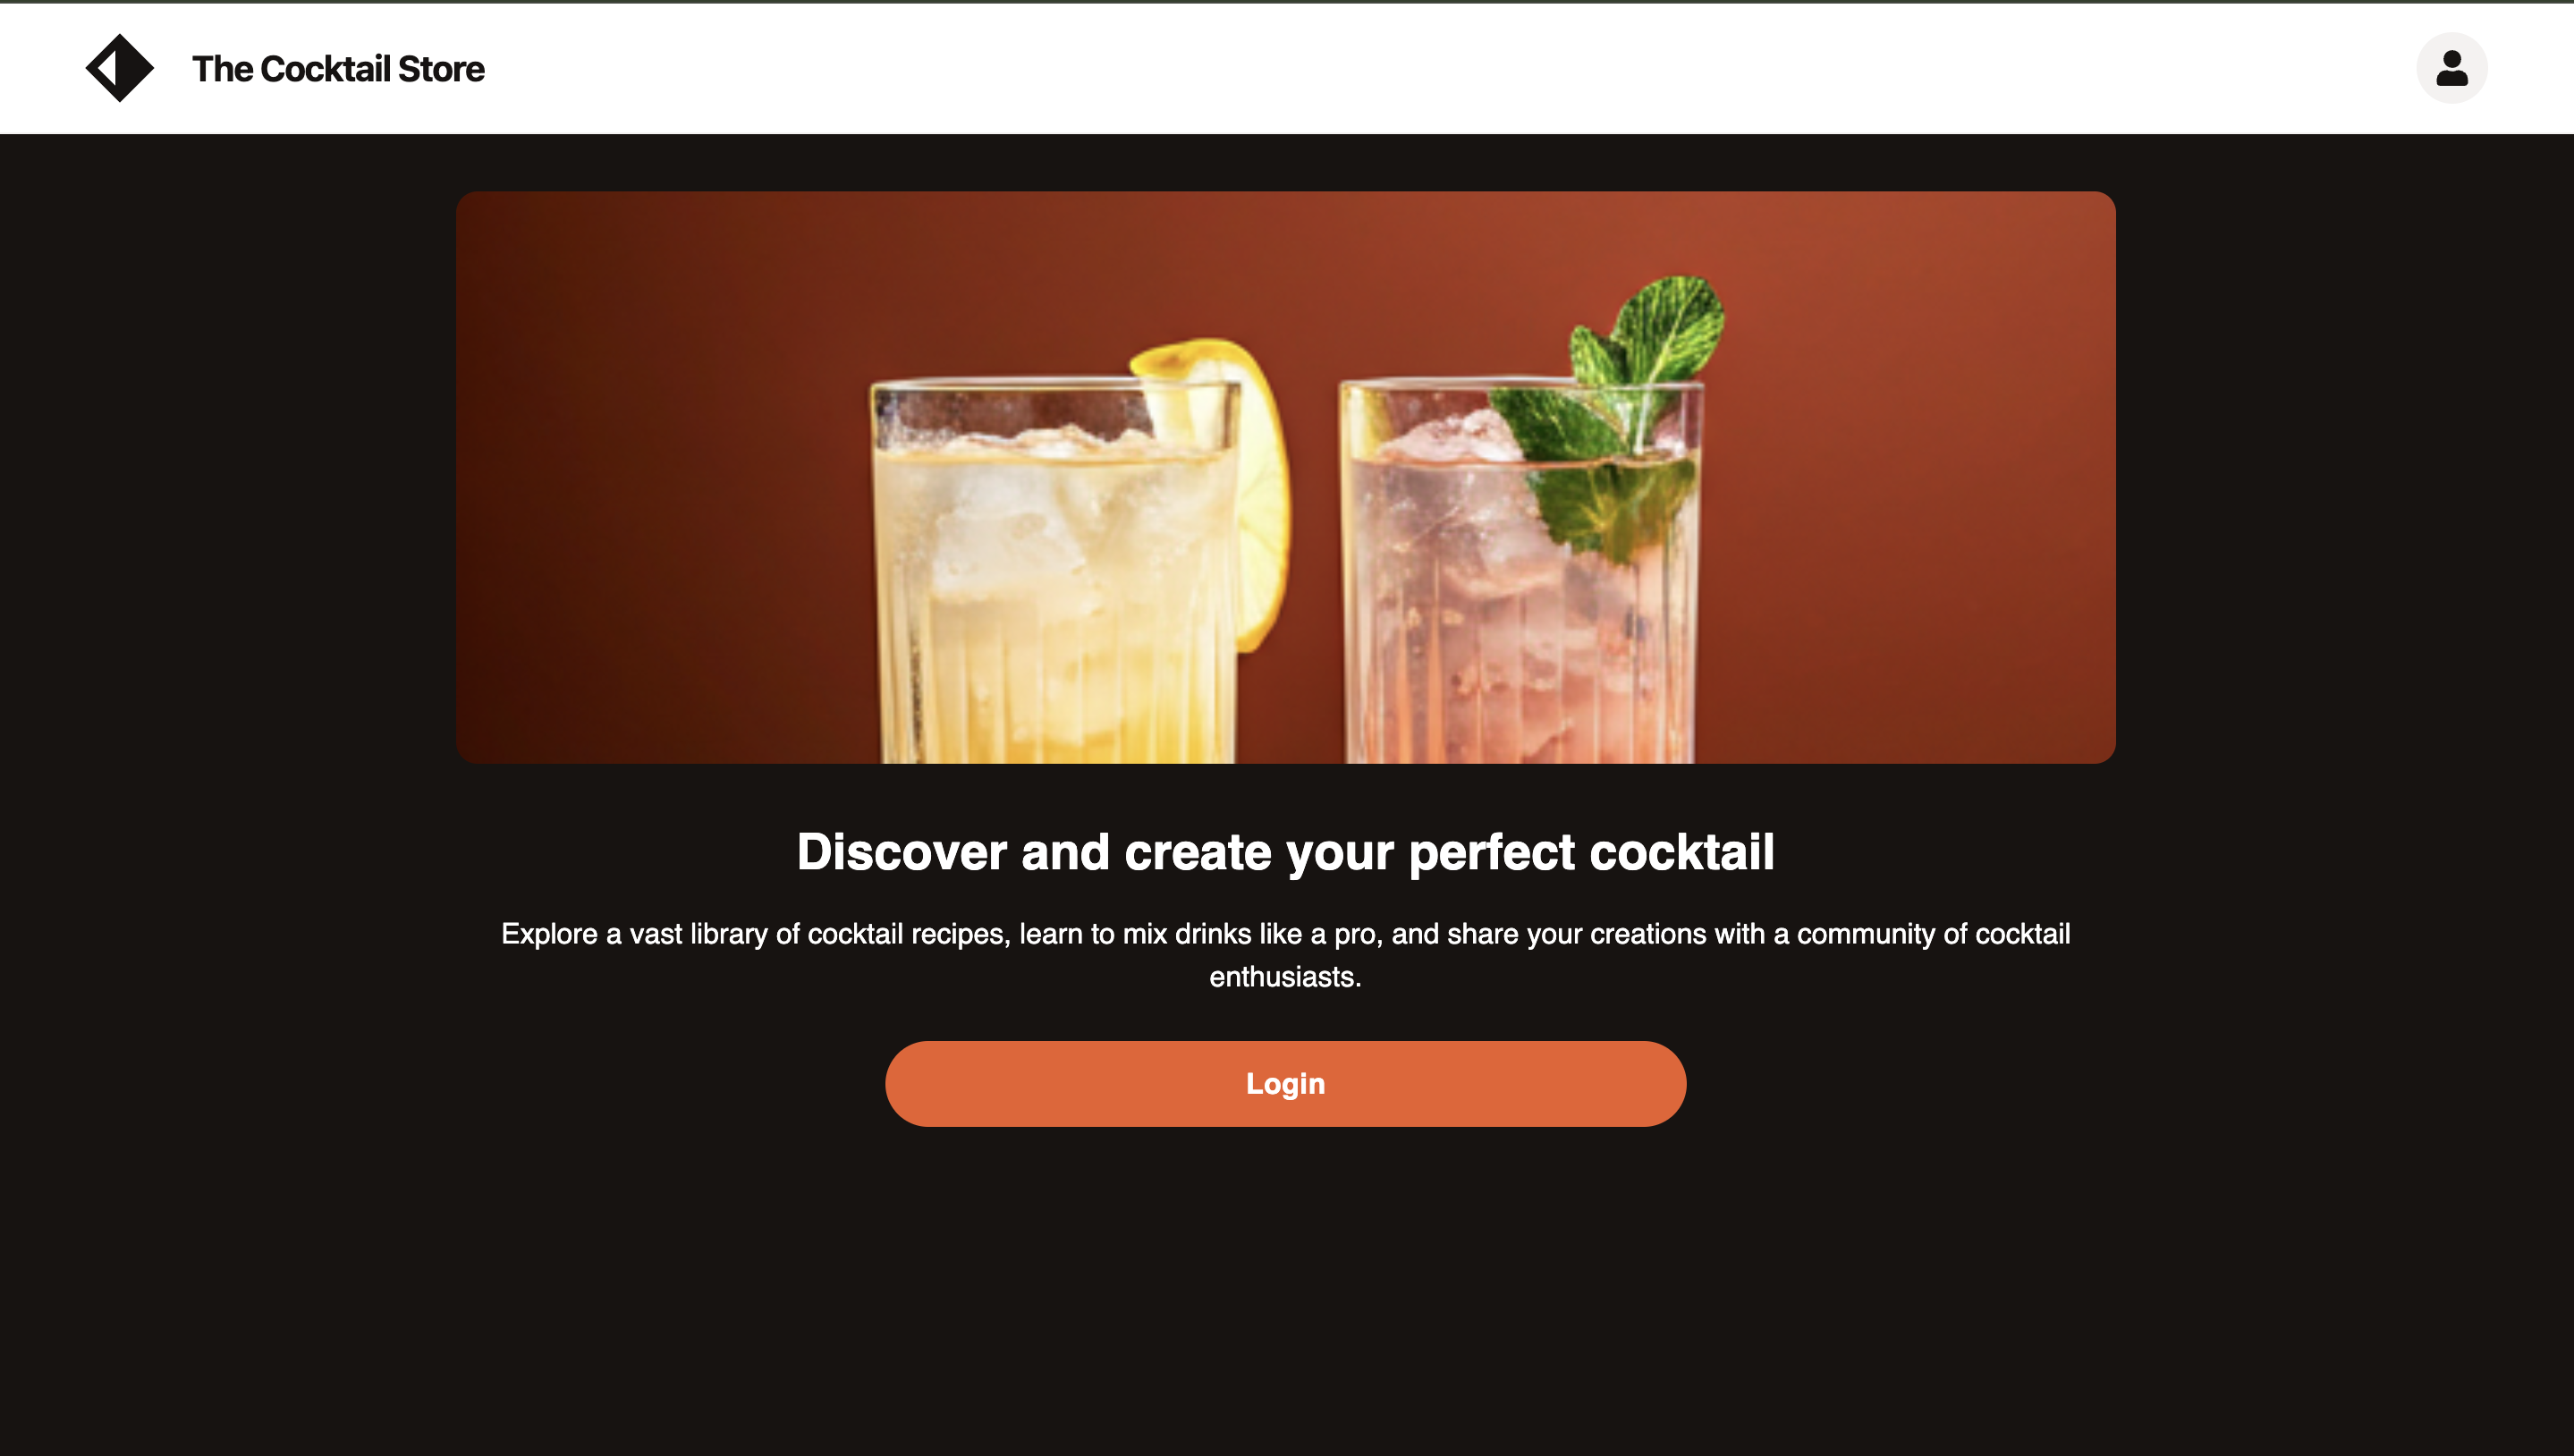 The Cocktail Store
Discover and create your perfect cocktail
Explore a vast library of cocktail recipes, learn to mix drinks like a pro, and share your creations with a community of cocktail
enthusiasts.
Login